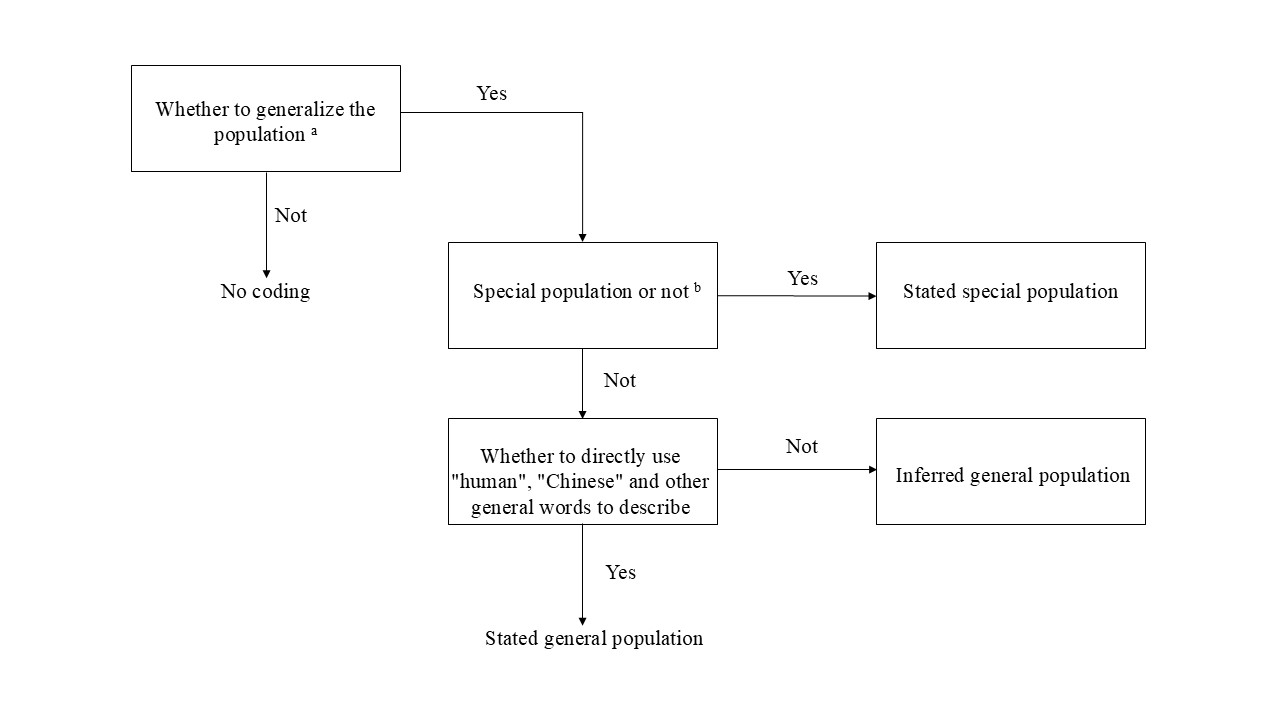 Yes
Whether to generalize the
population ᵃ
Not
No coding
Special population or not ᵇ
Yes
Stated special population
Not
Whether to directly use
"human", "Chinese" and other
general words to describe
Not
Inferred general population
Yes
Stated general population